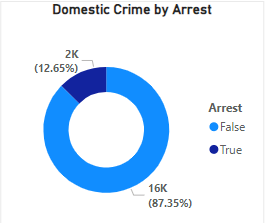 Domestic Crime by Arrest
2K
(12.65%)
Arrest
False
True
16K
(87.35%)